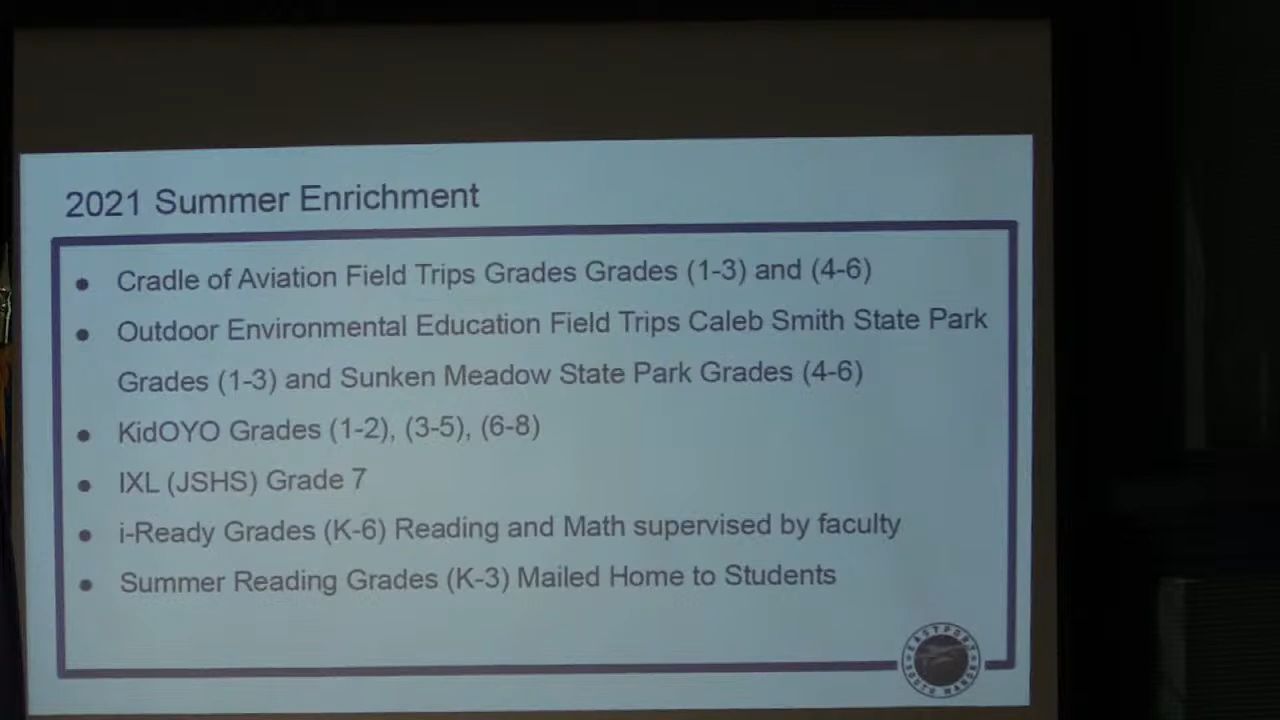 2021 Summer Enrichment
● Cradle of Aviation Field Trips Grades Grades (1-3) and (4-6)
● Outdoor Environmental Education Field Trips Caleb Smith State Park
Grades (1-3) and Sunken Meadow State Park Grades (4-6)
● KidOYO Grades (1-2), (3-5), (6-8)
● IXL (JSHS) Grade 7
● i-Ready Grades (K-6) Reading and Math supervised by faculty
● Summer Reading Grades (K-3) Mailed Home to Students
EASTPORT
SOUTH MANOR